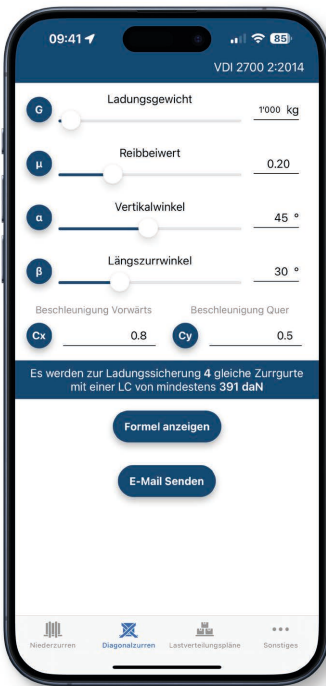 09:41
85
VDI 2700 2:2014
Ladungsgewicht
G
1'000 kg
Reibbeiwert
μ
0.20
Vertikalwinkel
α
45 °
Längszurrwinkel
β
30 °
Beschleunigung Vorwärts Beschleunigung Quer
Cx 0.8 Cy 0.5
Es werden zur Ladungssicherung 4 gleiche Zurrgurte
mit einer LC von mindestens 391 daN
Formel anzeigen
E-Mail Senden
Niederzurren Diagonalzurren Lastverteilungspläne Sonstiges